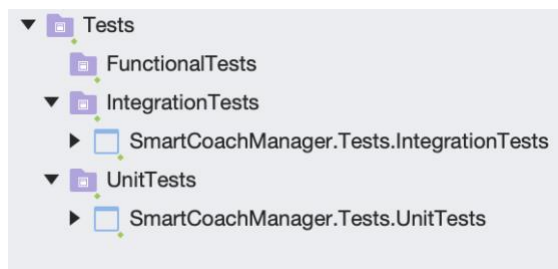 Tests
FunctionalTests
IntegrationTests
SmartCoachManager.Tests.IntegrationTests
UnitTests
SmartCoachManager.Tests.UnitTests